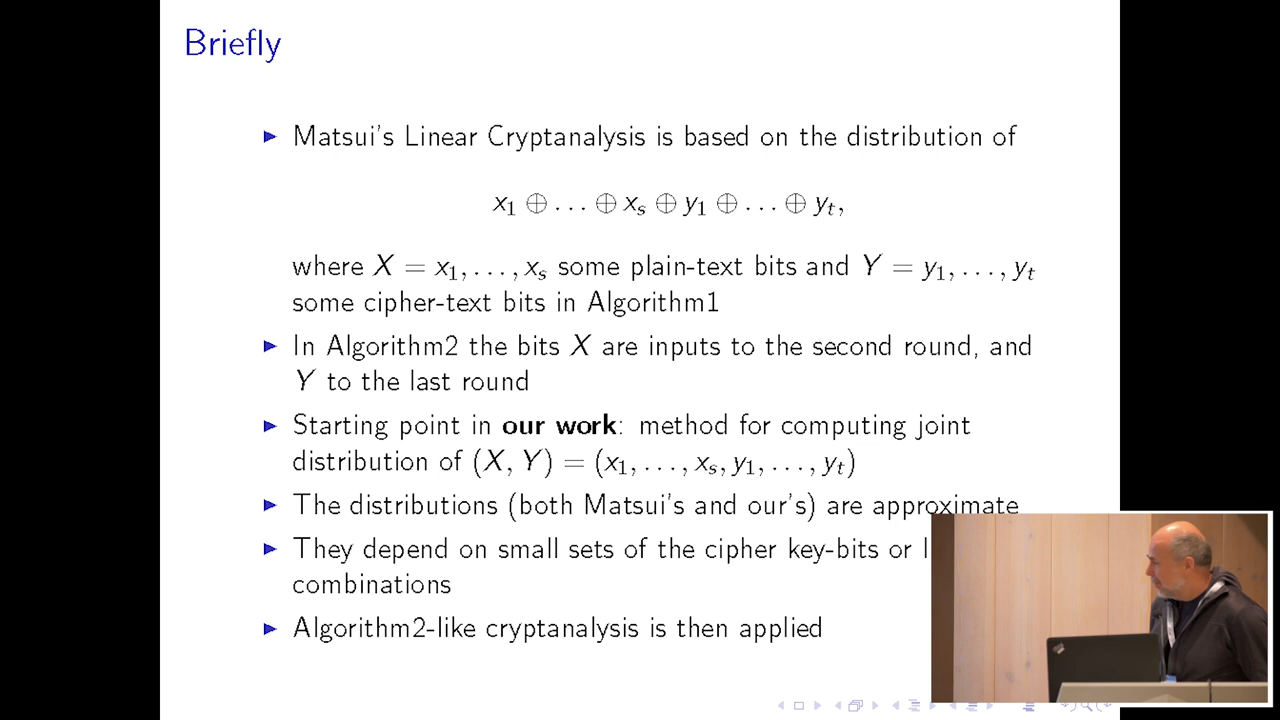 Briefly
Matsui's Linear Cryptanalysis is based on the distribution of
x₁ ⊕ … ⊕ xₛ ⊕ y₁ ⊕ … ⊕ yₜ,
where X = x₁, …, xₛ some plain-text bits and Y = y₁, …, yₜ
some cipher-text bits in Algorithm1
In Algorithm2 the bits X are inputs to the second round, and
Y to the last round
Starting point in our work: method for computing joint
distribution of (X, Y) = (x₁, …, xₛ, y₁, …, yₜ)
The distributions (both Matsui's and our's) are approximate
They depend on small sets of the cipher key-bits or
combinations
Algorithm2-like cryptanalysis is then applied